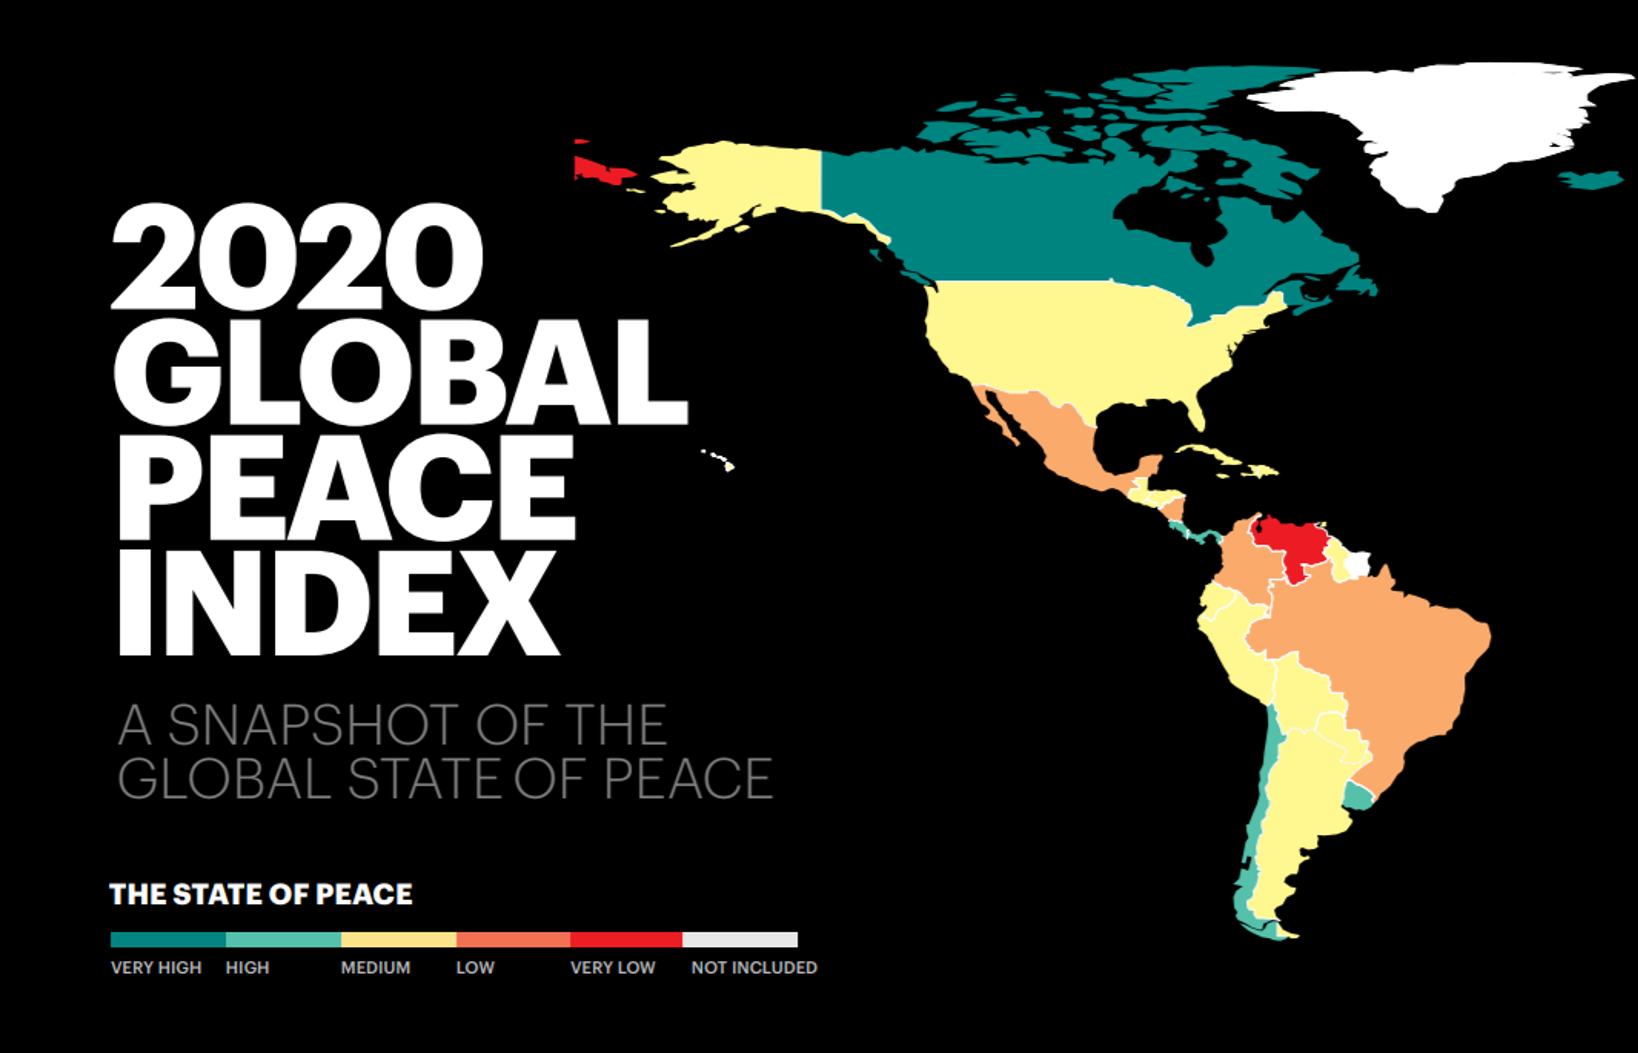 2020
GLOBAL
PEACE
INDEX
A SNAPSHOT OF THE
GLOBAL STATE OF PEACE
THE STATE OF PEACE
VERY HIGH HIGH MEDIUM LOW VERY LOW NOT INCLUDED